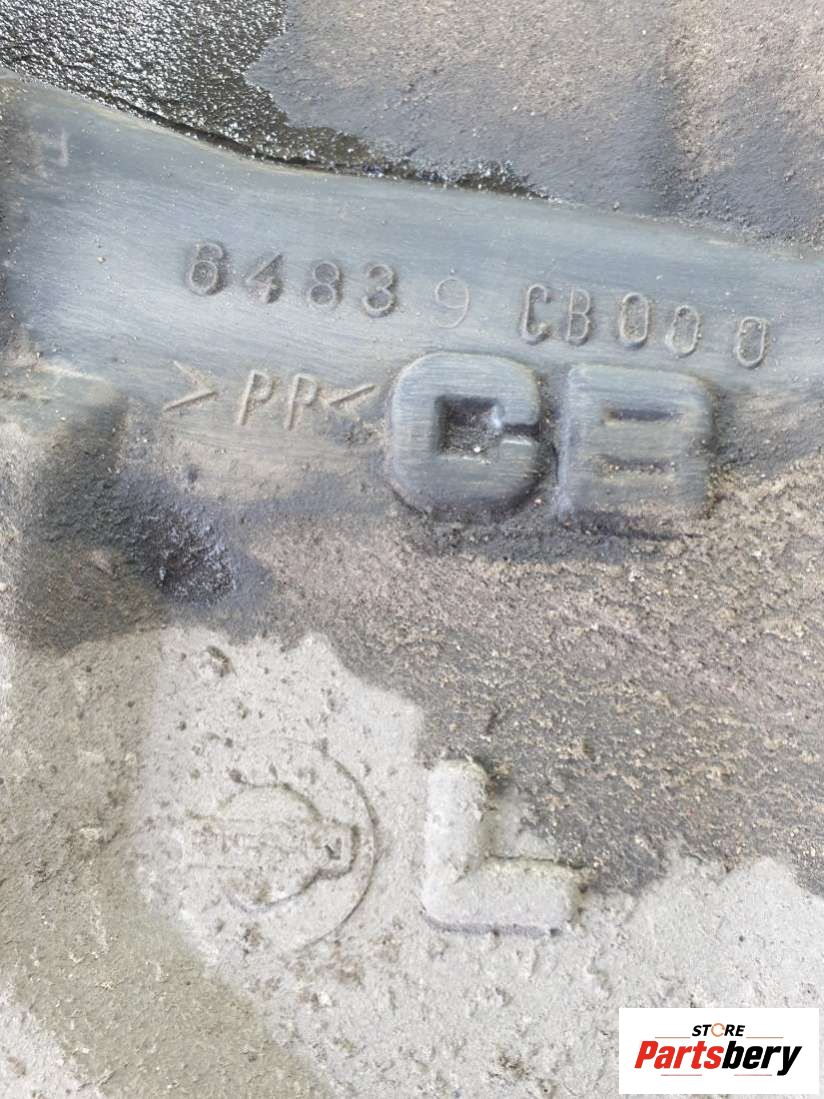 64839 CB000
>PP<
CB
L
STORE
Partsbery